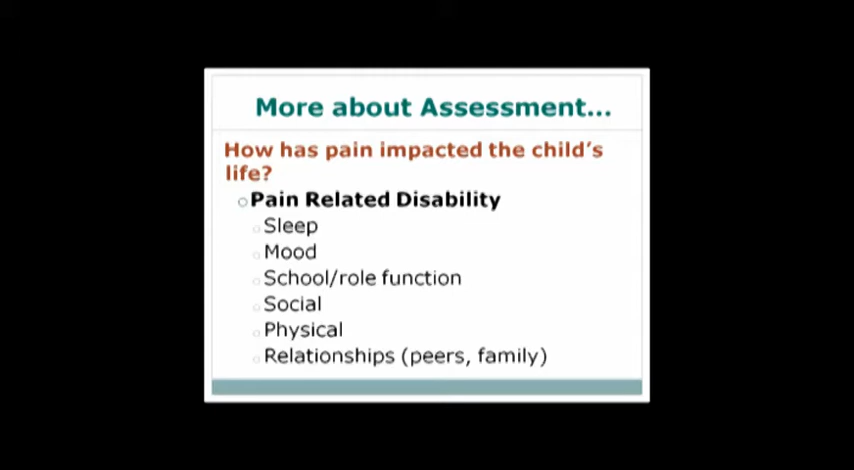 More about Assessment...
How has pain impacted the child's
life?
Pain Related Disability
Sleep
Mood
School/role function
Social
Physical
Relationships (peers, family)